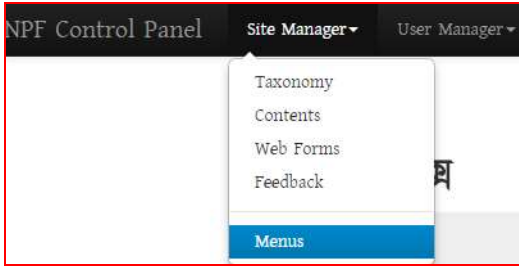 NPF Control Panel Site Manager User Manager
Taxonomy
Contents
Web Forms
Feedback
Menus